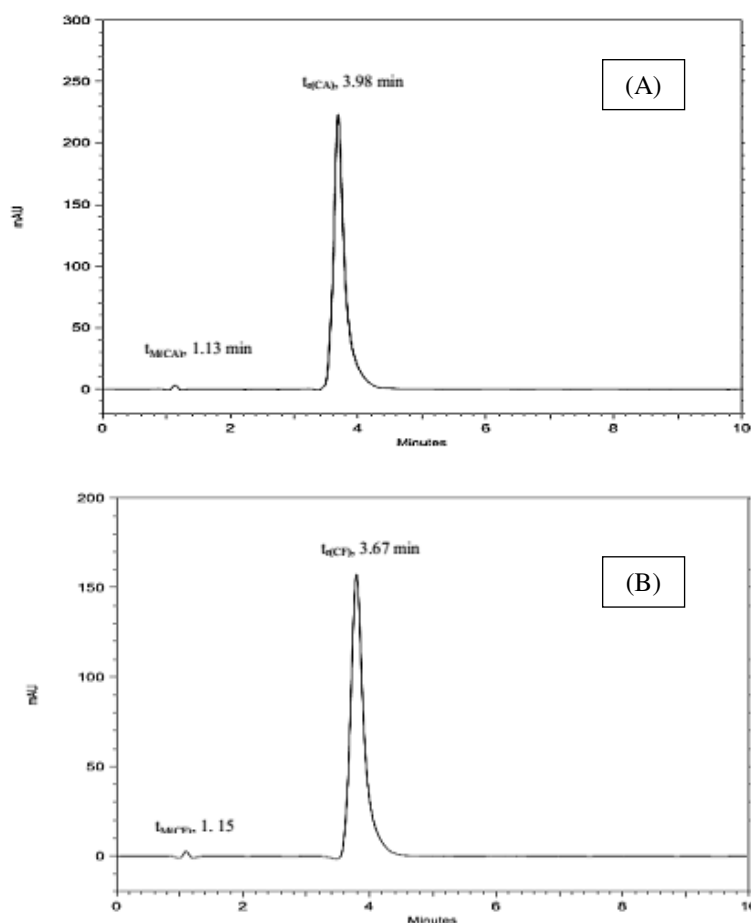 300
250
200
150
100
50
0
mAU
t_r(CA), 3.98 min
(A)
t_M(CA), 1.13 min
0 2 4 6 8 10
Minutes
200
150
100
50
0
mAU
t_r(CF), 3.67 min
(B)
t_M(CF), 1. 15
0 2 4 6 8 10
Minutes